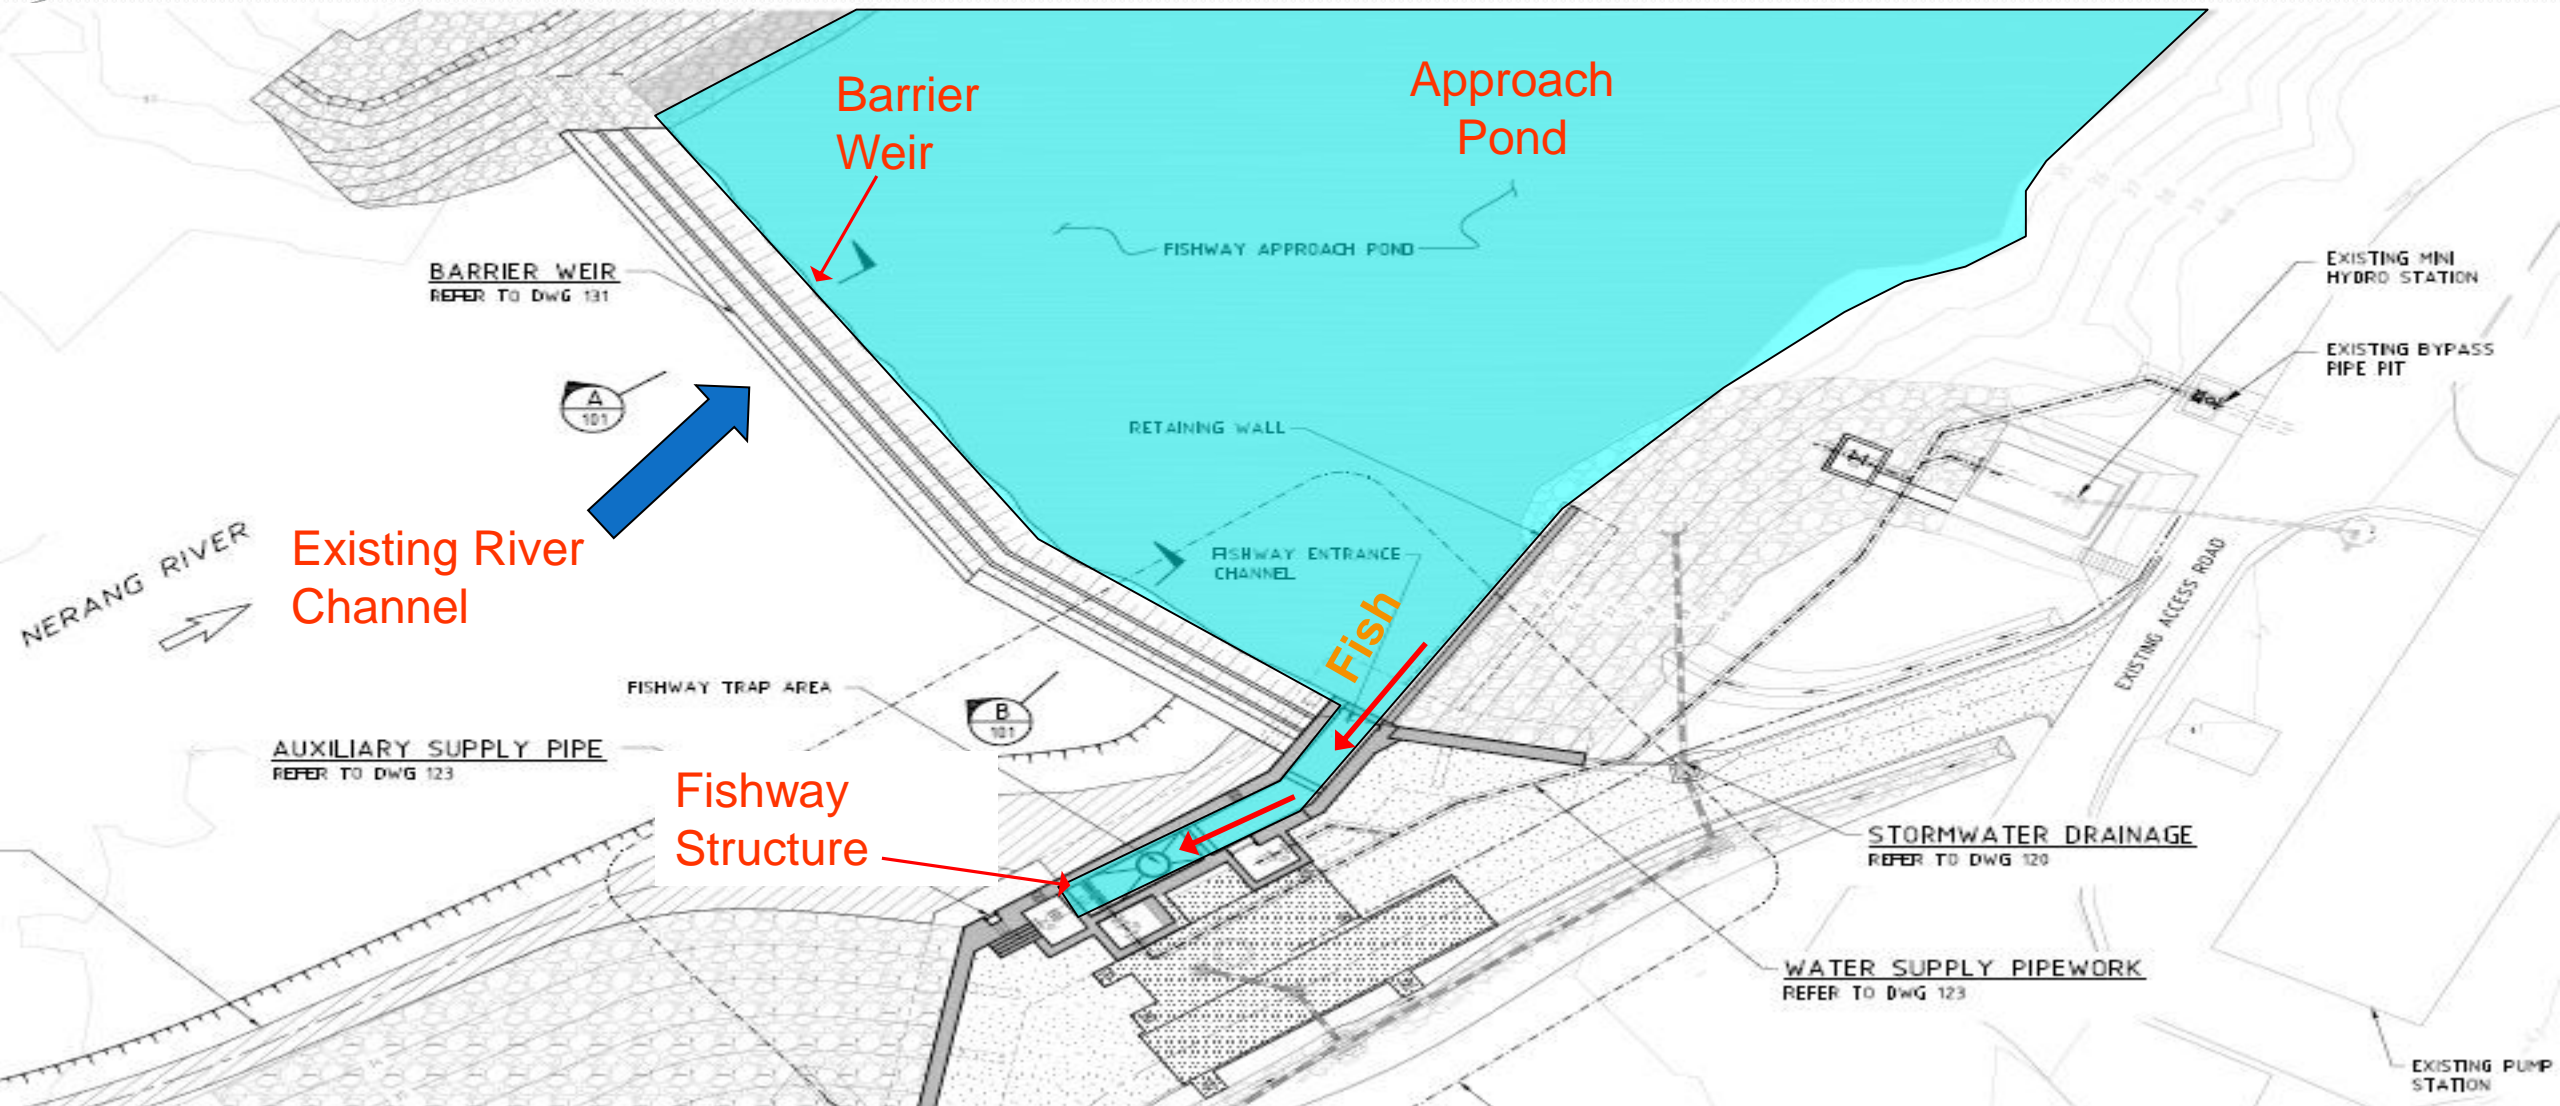 Barrier
Weir
Approach
Pond
FISHWAY APPROACH POND
BARRIER WEIR
REFER TO DWG 131
EXISTING MINI
HYDRO STATION
EXISTING BYPASS
PIPE PIT
A
101
RETAINING WALL
NERANG RIVER
Existing River
Channel
FISHWAY ENTRANCE
CHANNEL
Fish
EXISTING ACCESS ROAD
FISHWAY TRAP AREA
B
101
AUXILIARY SUPPLY PIPE
REFER TO DWG 123
Fishway
Structure
STORMWATER DRAINAGE
REFER TO DWG 120
WATER SUPPLY PIPEWORK
REFER TO DWG 123
EXISTING PUMP
STATION